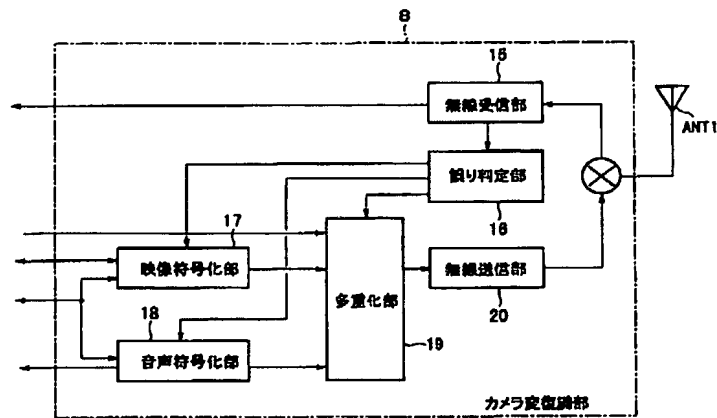 8
15
無線受信部
ANT1
誤り判定部
16
17
映像符号化部
多重化部
無線送信部
20
18
音声符号化部
19
カメラ変復調部